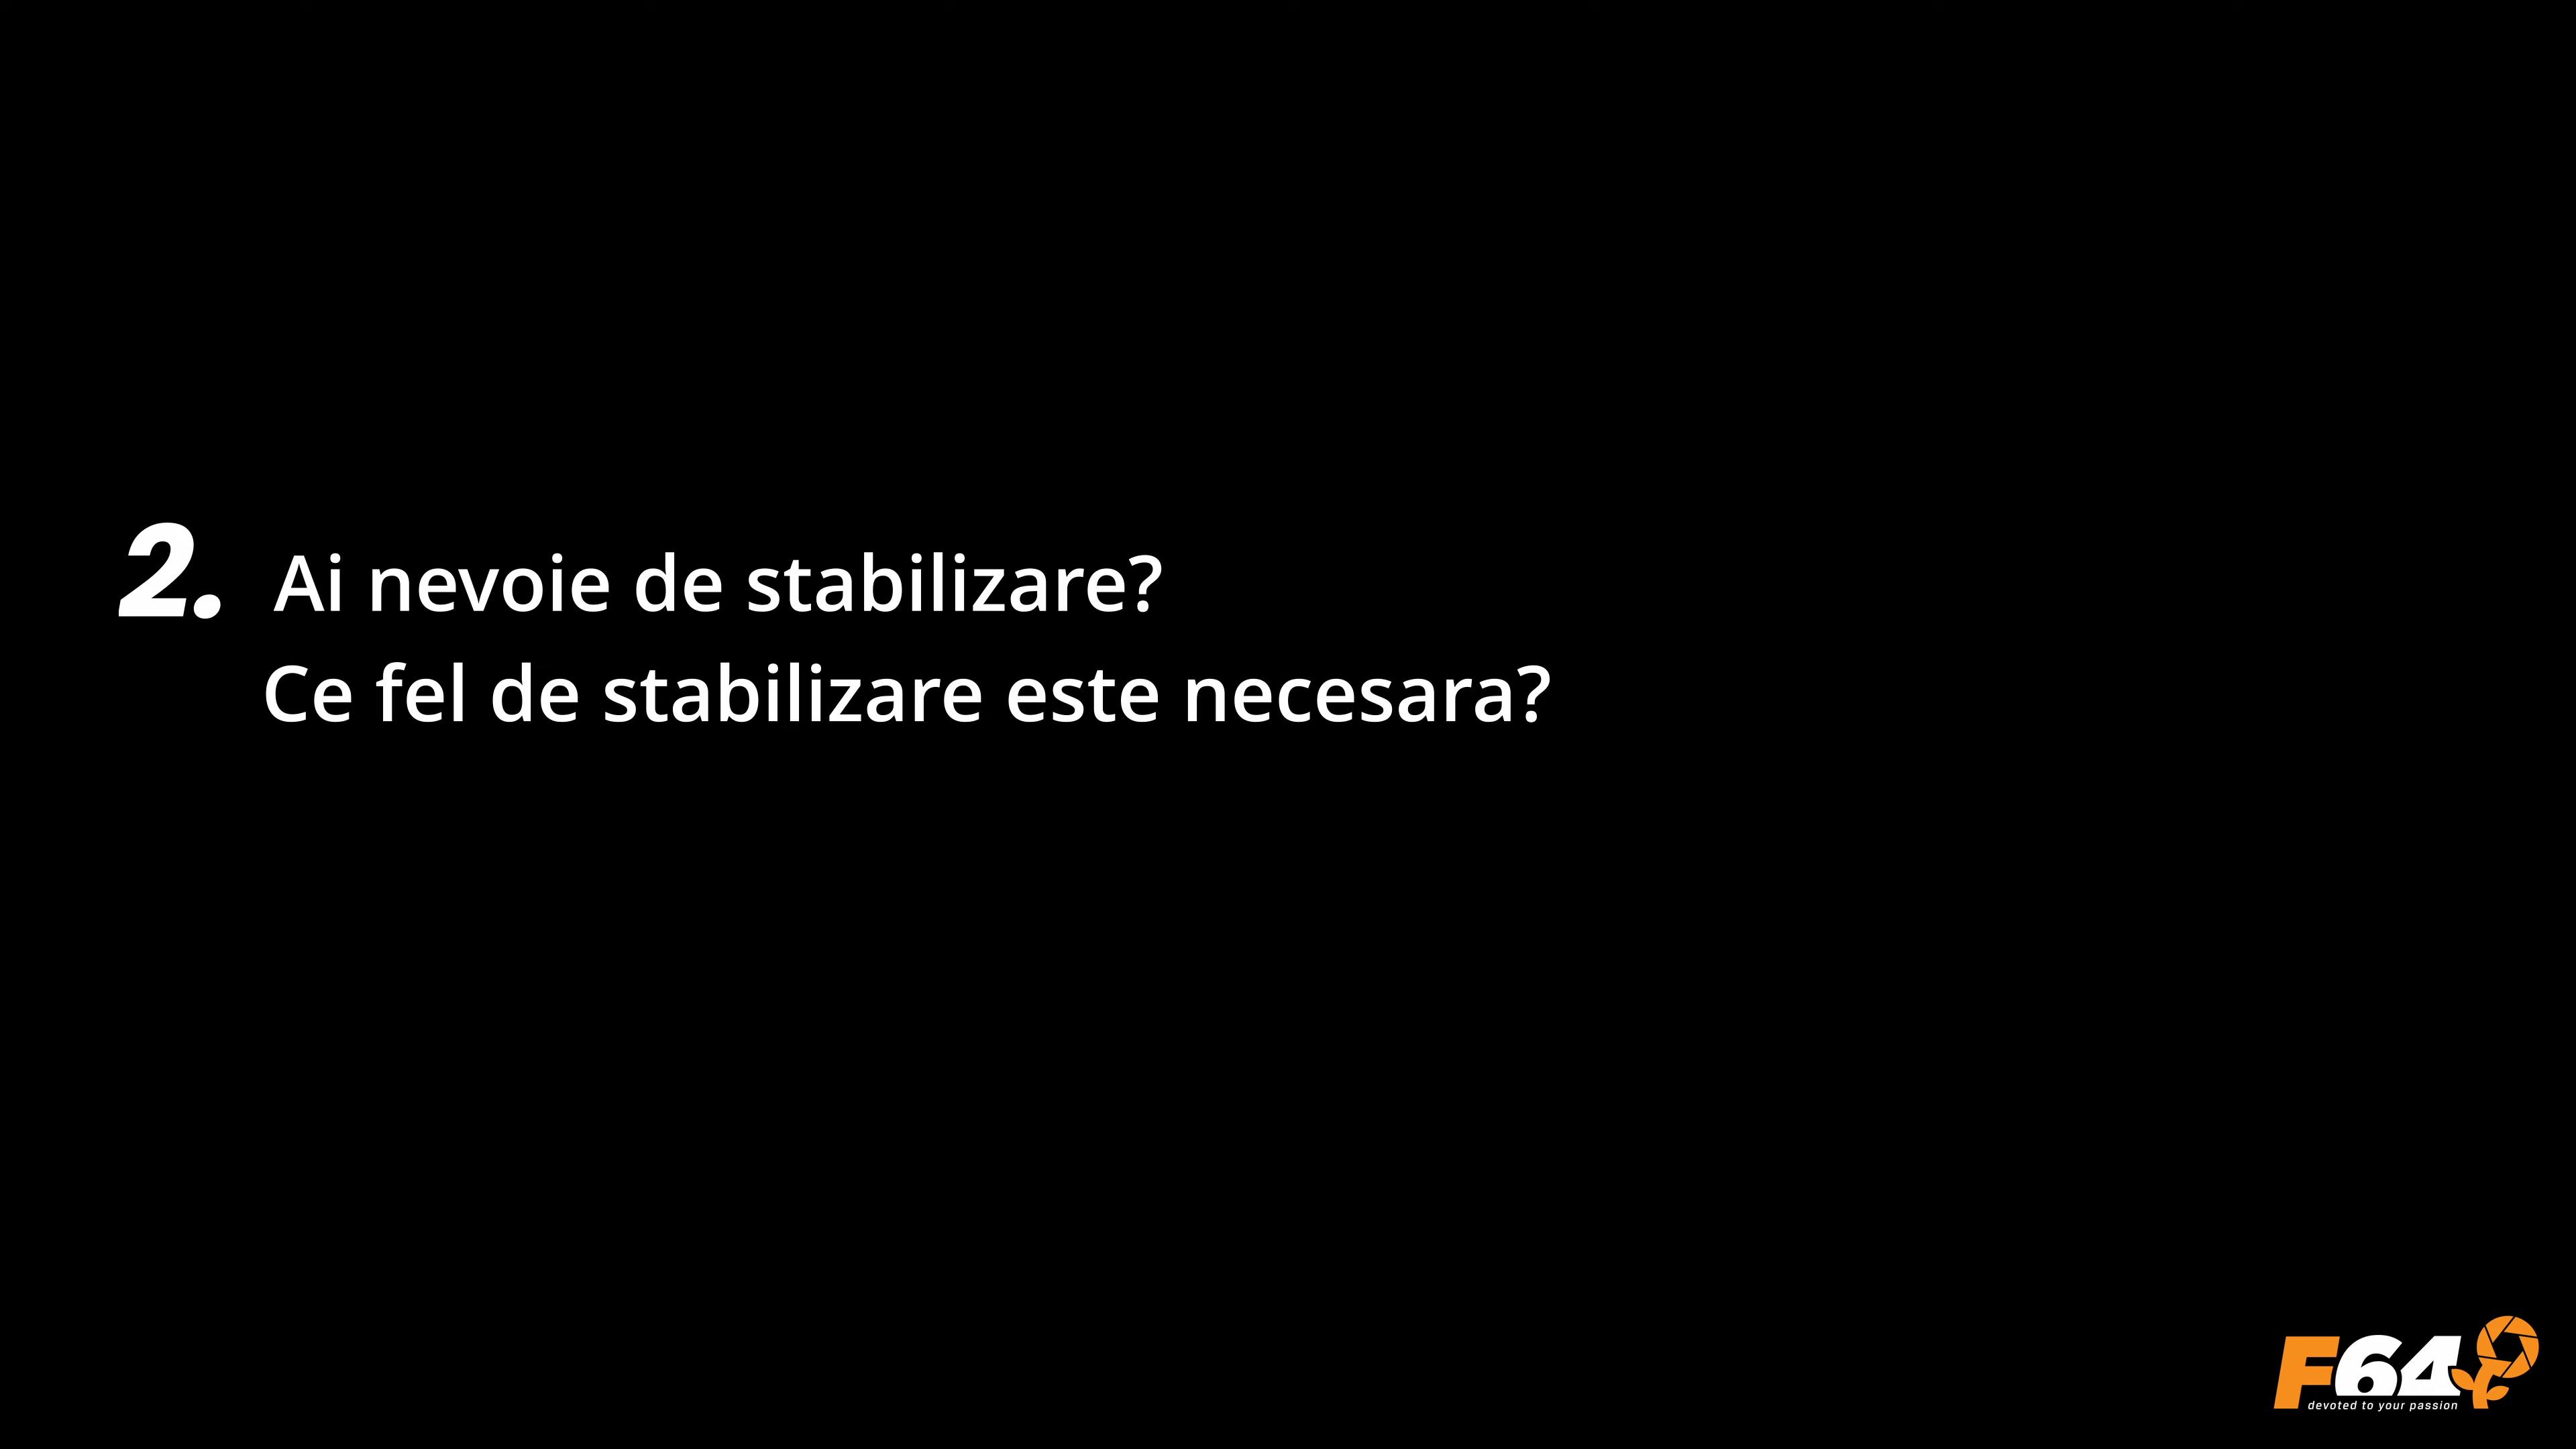 2. Ai nevoie de stabilizare?
Ce fel de stabilizare este necesara?
F64
devoted to your passion